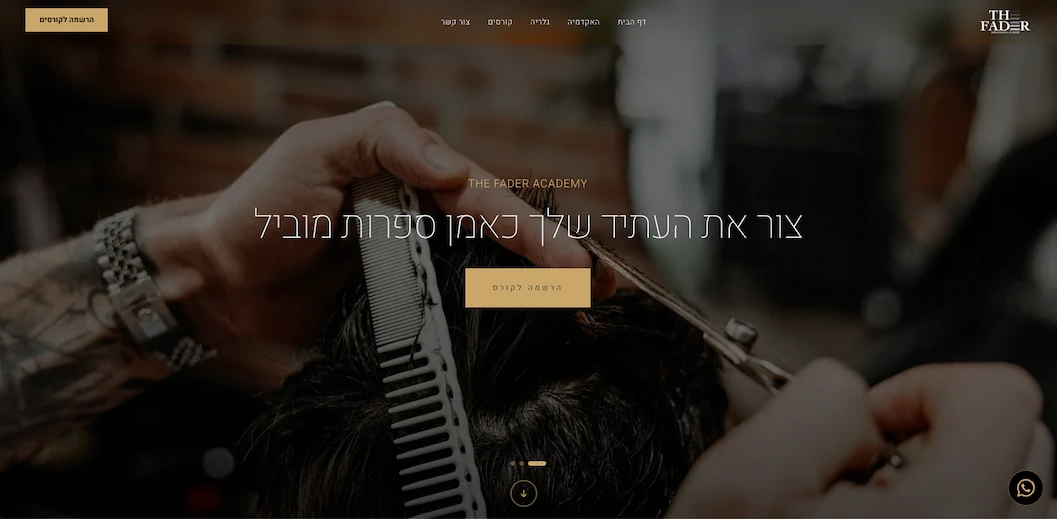 TH
FADER
דף הבית
האקדמיה
גלריה
קורסים
צור קשר
הרשמה לקורסים
THE FADER ACADEMY
צור את העתיד שלך כאמן ספרות מוביל
הרשמה לקורס